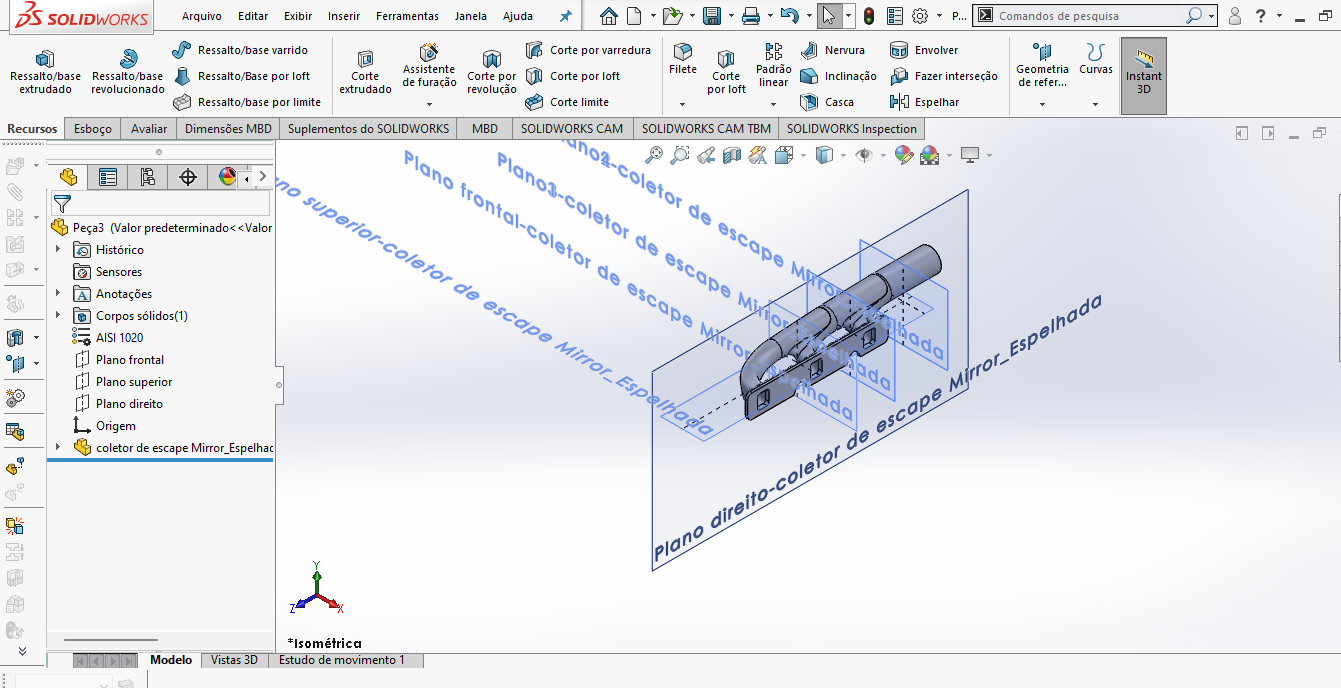 SOLIDWORKS
Arquivo Editar Exibir Inserir Ferramentas Janela Ajuda
P... Comandos de pesquisa ?
Ressalto/base extrudado
Ressalto/base revolucionado
Ressalto/base varrido
Ressalto/Base por loft
Ressalto/base por limite
Corte extrudado
Assistente de furação
Corte por revolução
Corte por varredura
Corte por loft
Corte limite
Filete
Corte por loft
Padrão linear
Nervura
Inclinação
Casca
Envolver
Fazer interseção
Espelhar
Geometria de refer...
Curvas
Instant 3D
Recursos Esboço Avaliar Dimensões MBD Suplementos do SOLIDWORKS MBD SOLIDWORKS CAM SOLIDWORKS CAM TBM SOLIDWORKS Inspection
Peça3 (Valor predeterminado<<Valor
Histórico
Sensores
Anotações
Corpos sólidos(1)
AISI 1020
Plano frontal
Plano superior
Plano direito
Origem
coletor de escape Mirror_Espelhad
ano2-coletor de escape Mirror_Espelhada
-coletor de escape Mirror_Espelhada
Plano frontal-coletor de escape Mirror_Espelhada
no superior-coletor de escape Mirror_Espelhada
Plano direito-coletor de escape Mirror_Espelhada
Y
Z
X
*Isométrica
Modelo Vistas 3D Estudo de movimento 1